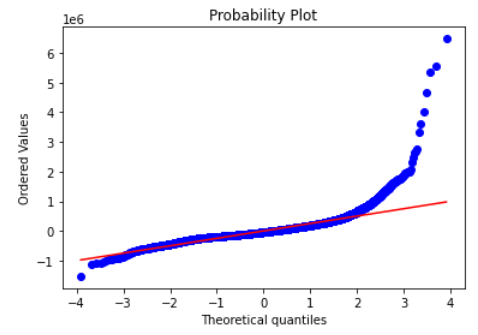 Probability Plot
1e6
6
5
4
3
2
1
0
−1
Ordered Values
−4 −3 −2 −1 0 1 2 3 4
Theoretical quantiles